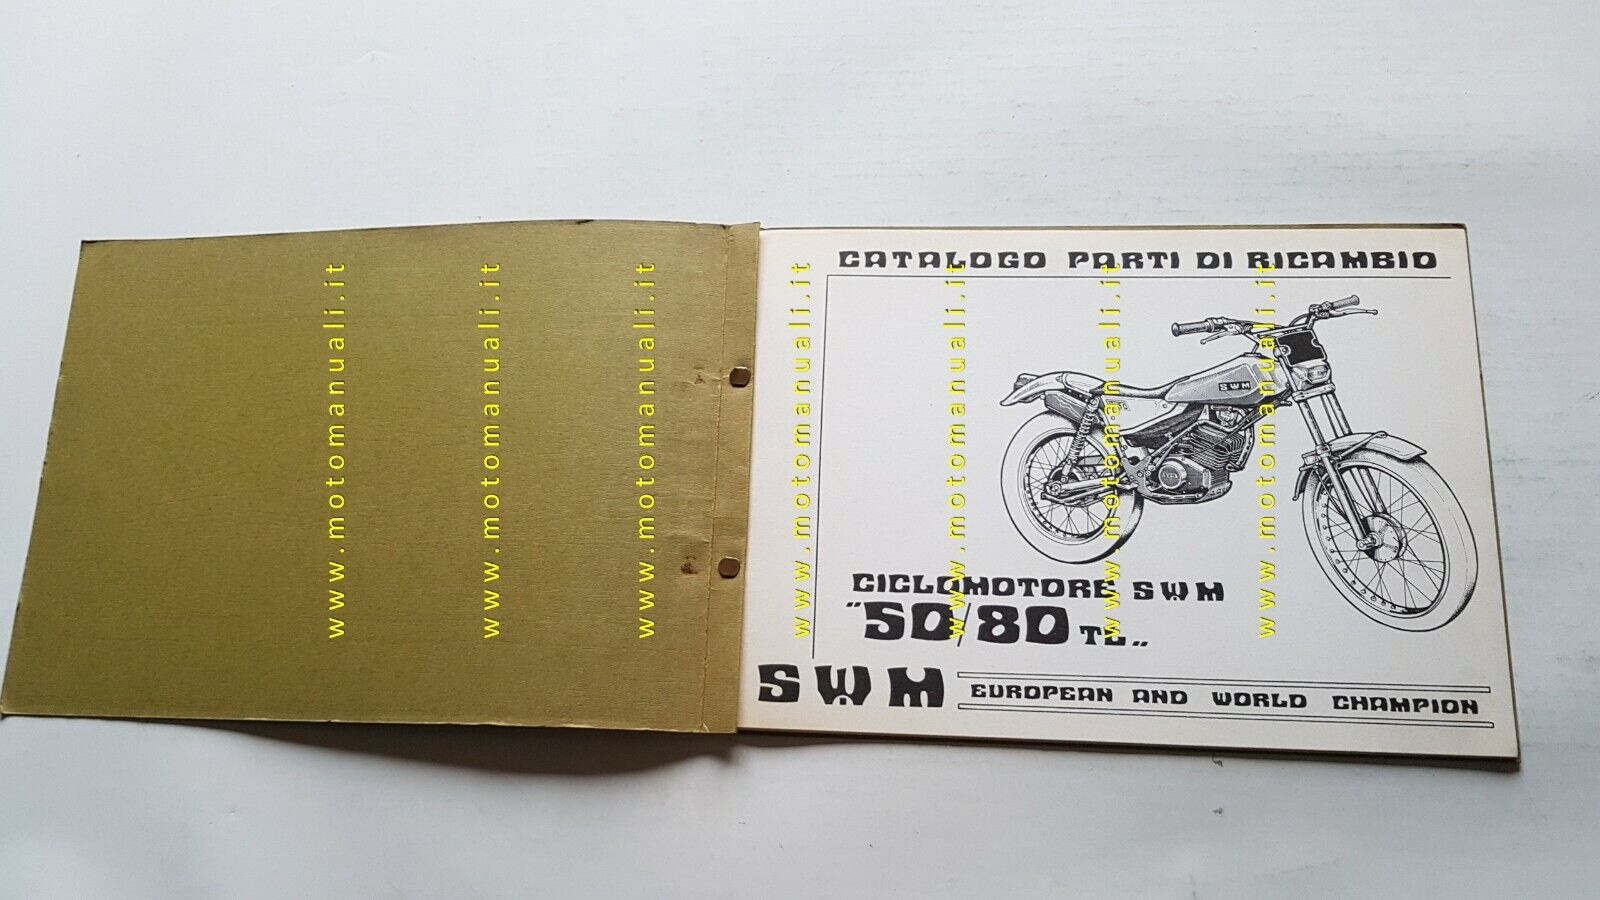 CATALOGO PARTI DI RICAMBIO
SWM
CICLOMOTORE SWM
"50/80 TL"
SWM EUROPEAN AND WORLD CHAMPION
www.motomanuali.it
www.motomanuali.it
www.motomanuali.it
www.motomanuali.it
www.motomanuali.it
www.motomanuali.it
www.motomanuali.it